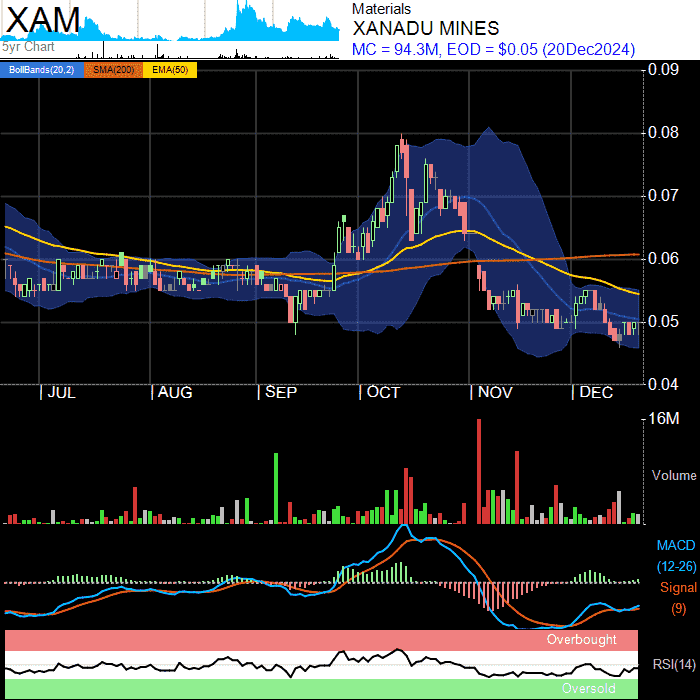 XAM
5yr Chart
Materials
XANADU MINES
MC = 94.3M, EOD = $0.05 (20Dec2024)
BollBands(20,2) SMA(200) EMA(50)
0.09
0.08
0.07
0.06
0.05
0.04
| JUL | AUG | SEP | OCT | NOV | DEC
16M
Volume
MACD
(12-26)
Signal
(9)
Overbought
RSI(14)
Oversold